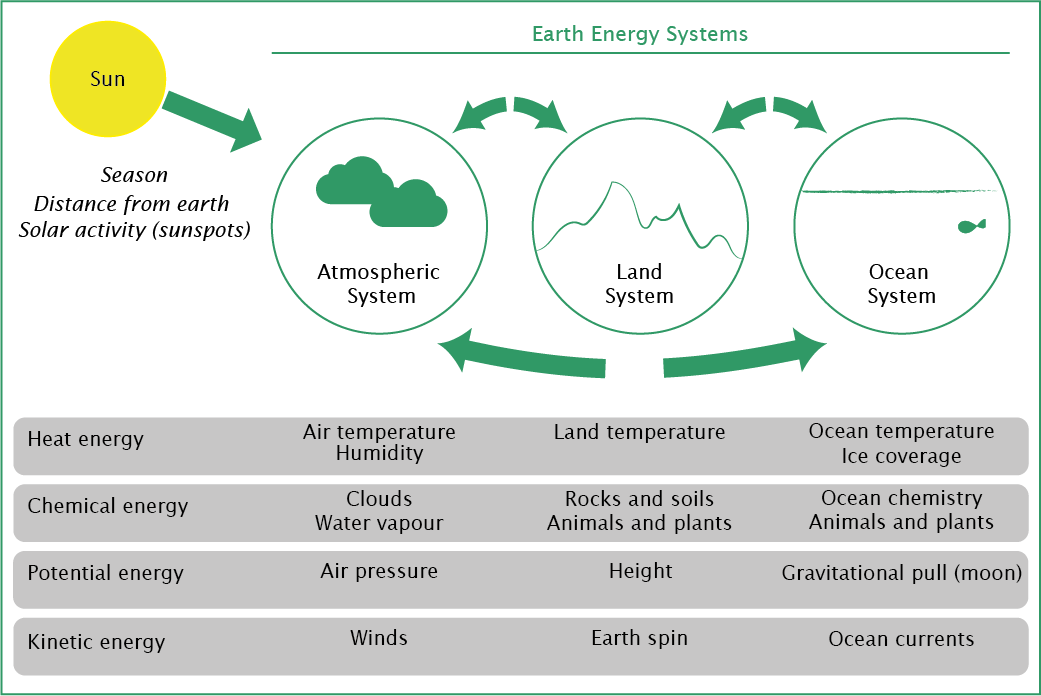 Earth Energy Systems
Sun
Season
Distance from earth
Solar activity (sunspots)
Atmospheric
System
Land
System
Ocean
System
Heat energy
Air temperature
Humidity
Land temperature
Ocean temperature
Ice coverage
Chemical energy
Clouds
Water vapour
Rocks and soils
Animals and plants
Ocean chemistry
Animals and plants
Potential energy
Air pressure
Height
Gravitational pull (moon)
Kinetic energy
Winds
Earth spin
Ocean currents